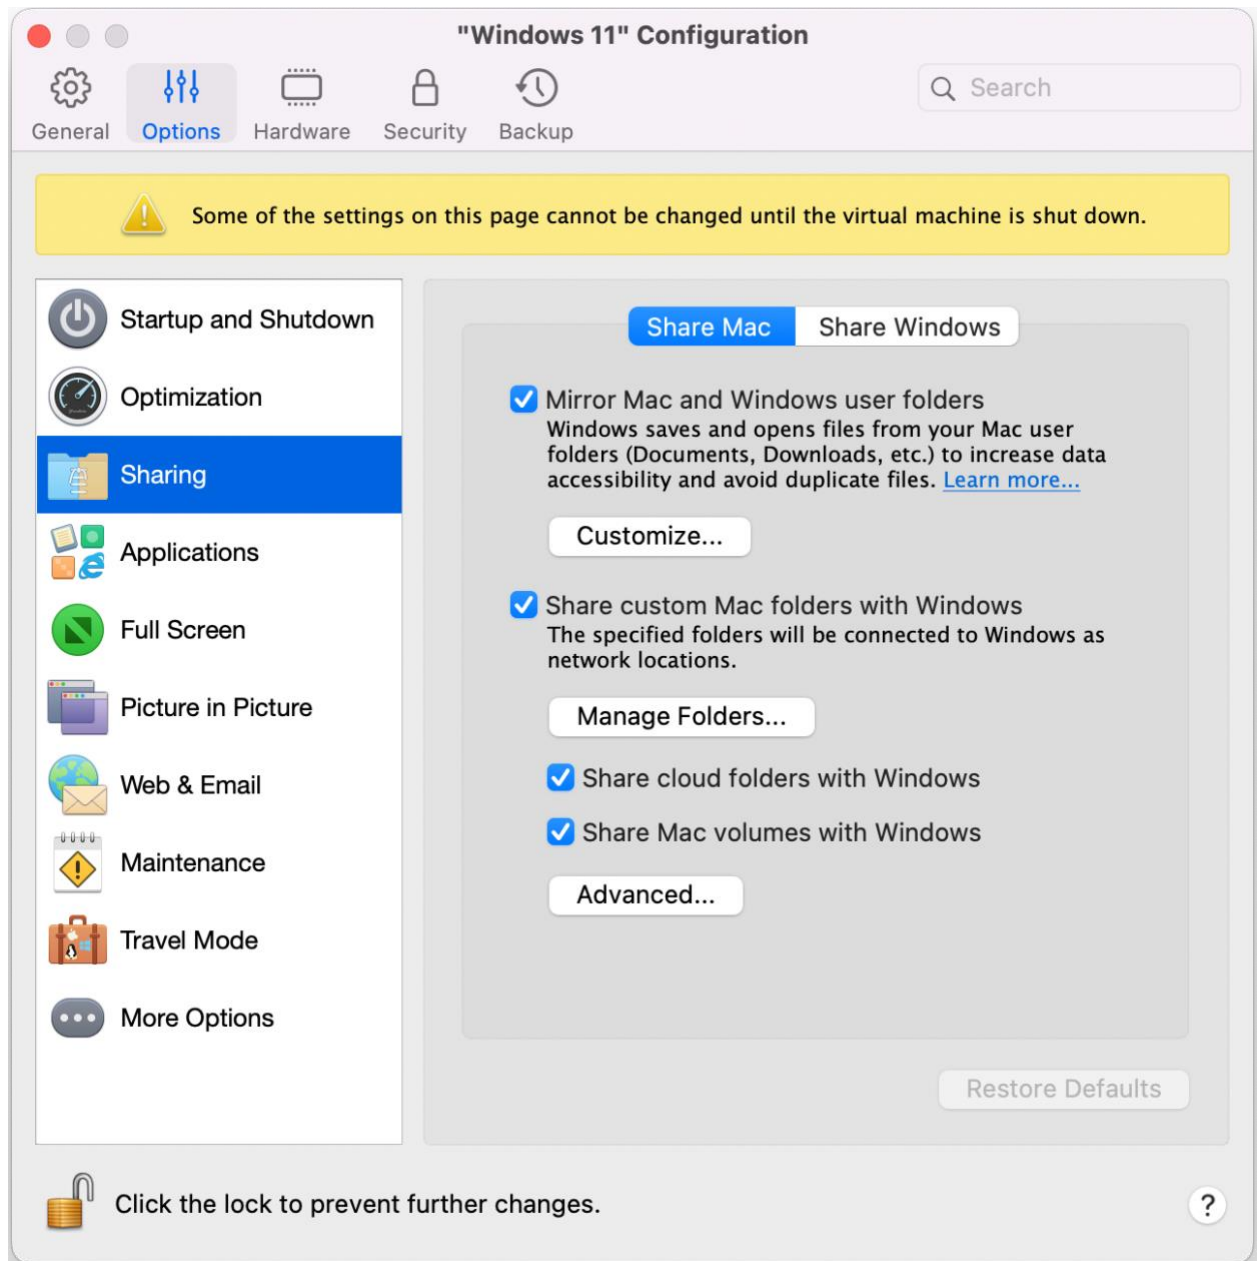 "Windows 11" Configuration
General
Options
Hardware
Security
Backup
Search
Some of the settings on this page cannot be changed until the virtual machine is shut down.
Startup and Shutdown
Optimization
Sharing
Applications
Full Screen
Picture in Picture
Web & Email
Maintenance
Travel Mode
More Options
Share Mac
Share Windows
Mirror Mac and Windows user folders
Windows saves and opens files from your Mac user
folders (Documents, Downloads, etc.) to increase data
accessibility and avoid duplicate files. Learn more...
Customize...
Share custom Mac folders with Windows
The specified folders will be connected to Windows as
network locations.
Manage Folders...
Share cloud folders with Windows
Share Mac volumes with Windows
Advanced...
Restore Defaults
Click the lock to prevent further changes.
?